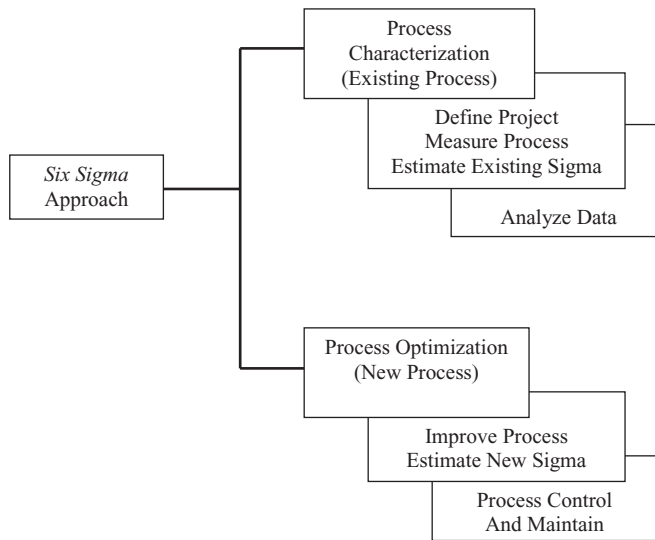 Process
Characterization
(Existing Process)
Define Project
Measure Process
Estimate Existing Sigma
Six Sigma
Approach
Analyze Data
Process Optimization
(New Process)
Improve Process
Estimate New Sigma
Process Control
And Maintain